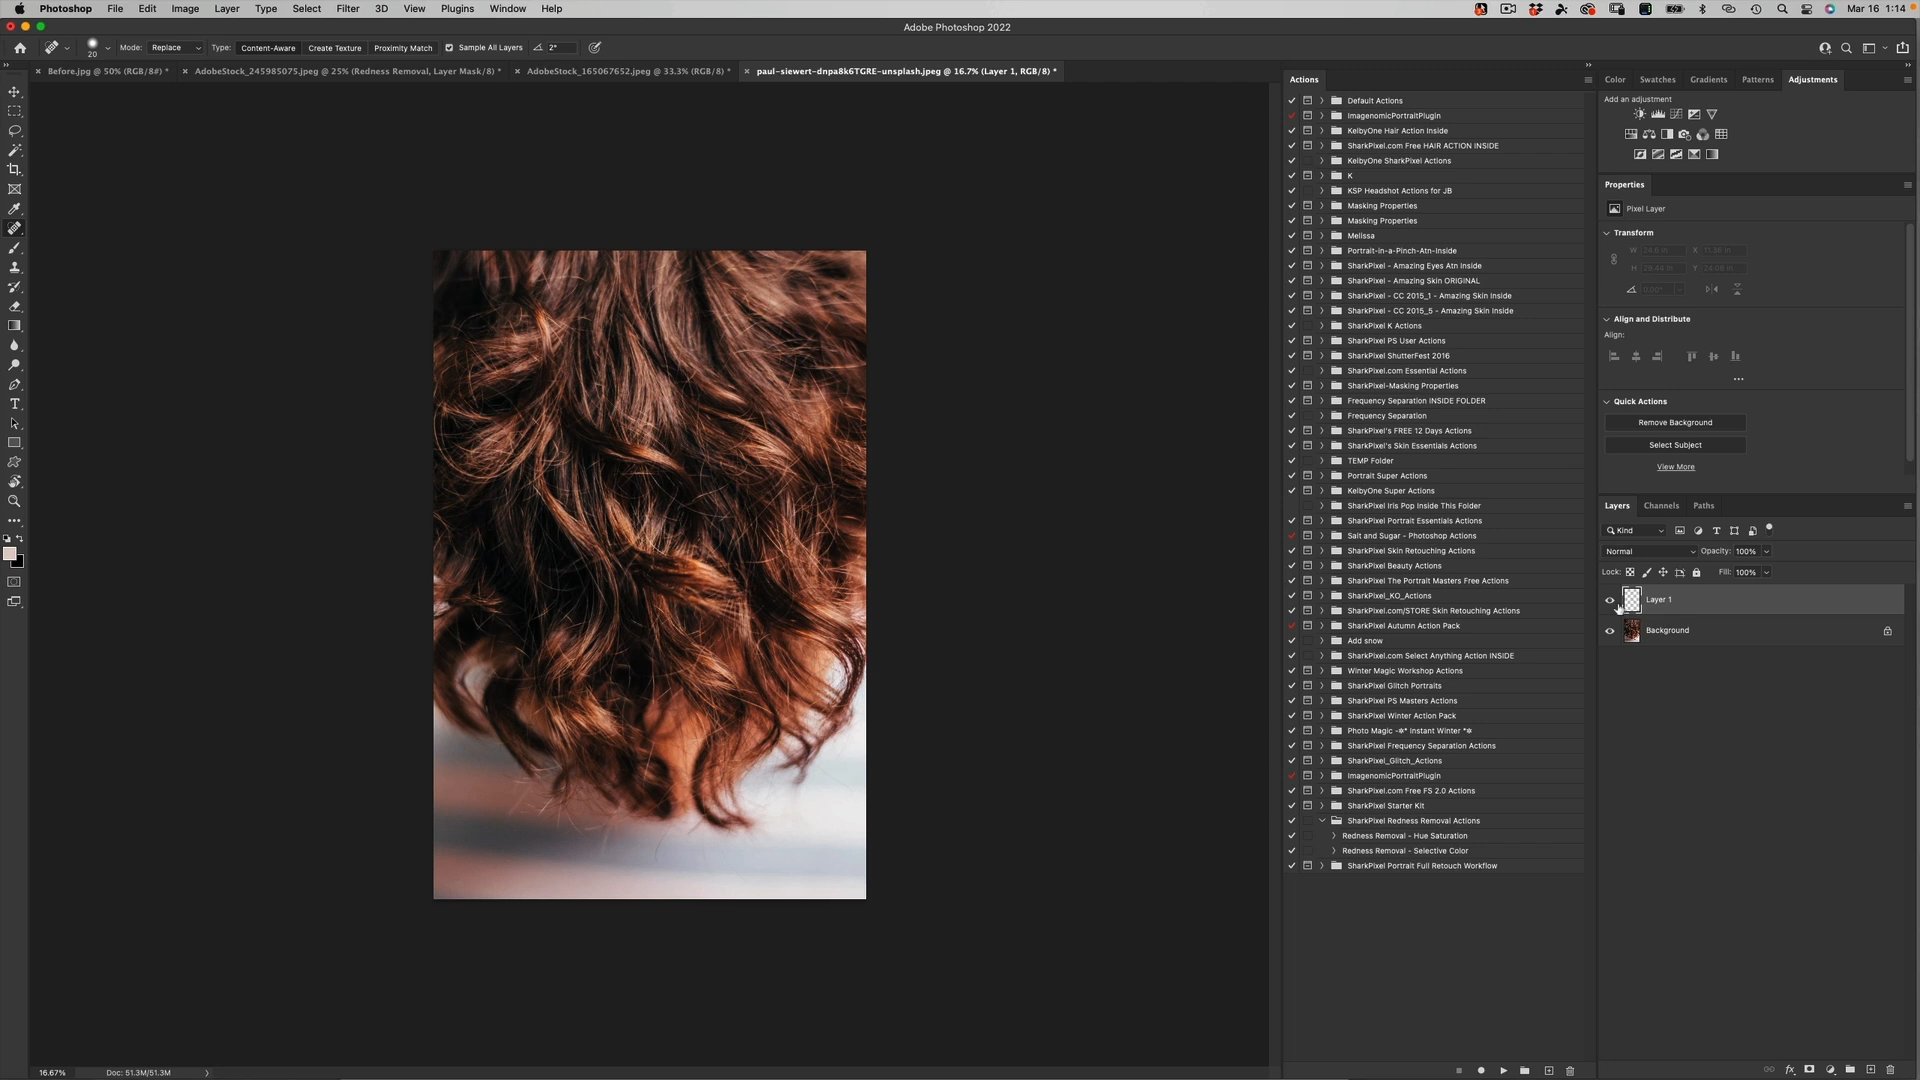 Photoshop File Edit Image Layer Type Select Filter 3D View Plugins Window Help Mar 16 1:14
Adobe Photoshop 2022
20 Mode: Replace Type: Content-Aware Create Texture Proximity Match Sample All Layers 2°
Before.jpg @ 50% (RGB/8#) * AdobeStock_245985075.jpeg @ 25% (Redness Removal, Layer Mask/8) * AdobeStock_165067652.jpeg @ 33.3% (RGB/8) * paul-siewert-dnpa8k6TGRE-unsplash.jpeg @ 16.7% (Layer 1, RGB/8) *
Actions
Default Actions
ImagenomicPortraitPlugin
KelbyOne Hair Action Inside
SharkPixel.com Free HAIR ACTION INSIDE
KelbyOne SharkPixel Actions
K
KSP Headshot Actions for JB
Masking Properties
Masking Properties
Melissa
Portrait-in-a-Pinch-Atn-Inside
SharkPixel - Amazing Eyes Atn Inside
SharkPixel - Amazing Skin ORIGINAL
SharkPixel - CC 2015_1 - Amazing Skin Inside
SharkPixel - CC 2015_5 - Amazing Skin Inside
SharkPixel K Actions
SharkPixel PS User Actions
SharkPixel ShutterFest 2016
SharkPixel.com Essential Actions
SharkPixel-Masking Properties
Frequency Separation INSIDE FOLDER
Frequency Separation
SharkPixel's FREE 12 Days Actions
SharkPixel's Skin Essentials Actions
TEMP Folder
Portrait Super Actions
KelbyOne Super Actions
SharkPixel Iris Pop Inside This Folder
SharkPixel Portrait Essentials Actions
Salt and Sugar - Photoshop Actions
SharkPixel Skin Retouching Actions
SharkPixel Beauty Actions
SharkPixel The Portrait Masters Free Actions
SharkPixel_KO_Actions
SharkPixel.com/STORE Skin Retouching Actions
SharkPixel Autumn Action Pack
Add snow
SharkPixel.com Select Anything Action INSIDE
Winter Magic Workshop Actions
SharkPixel Glitch Portraits
SharkPixel PS Masters Actions
SharkPixel Winter Action Pack
Photo Magic -✲* Instant Winter *✲
SharkPixel Frequency Separation Actions
SharkPixel_Glitch_Actions
ImagenomicPortraitPlugin
SharkPixel.com Free FS 2.0 Actions
SharkPixel Starter Kit
SharkPixel Redness Removal Actions
Redness Removal - Hue Saturation
Redness Removal - Selective Color
SharkPixel Portrait Full Retouch Workflow
Color Swatches Gradients Patterns Adjustments
Add an adjustment
Properties
Pixel Layer
Transform
W X
H Y
0.00°
Align and Distribute
Align:
Quick Actions
Remove Background
Select Subject
View More
Layers Channels Paths
Kind
Normal Opacity: 100%
Lock: Fill: 100%
Layer 1
Background
16.67% Doc: 51.3M/51.3M